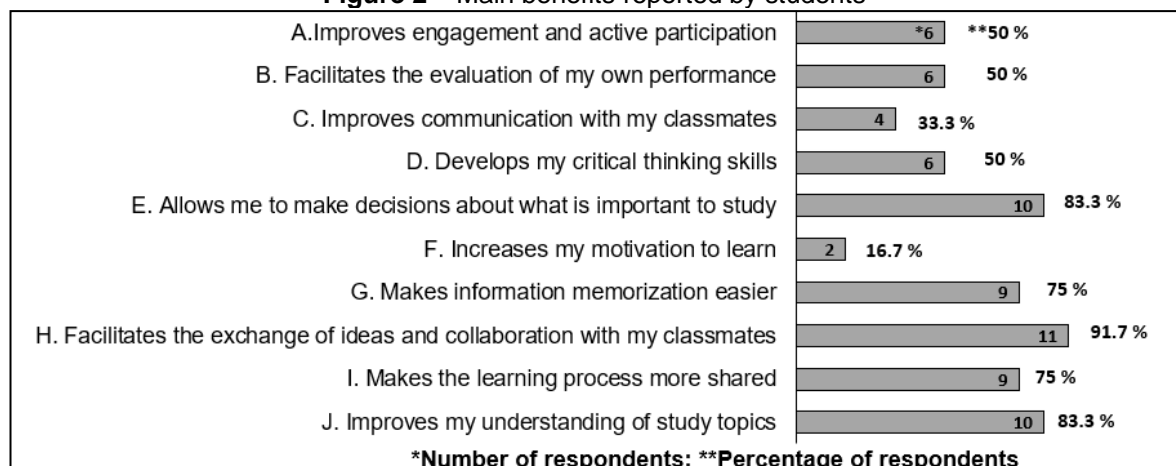 Figure 2 – Main benefits reported by students
A.Improves engagement and active participation *6 **50 %
B. Facilitates the evaluation of my own performance 6 50 %
C. Improves communication with my classmates 4 33.3 %
D. Develops my critical thinking skills 6 50 %
E. Allows me to make decisions about what is important to study 10 83.3 %
F. Increases my motivation to learn 2 16.7 %
G. Makes information memorization easier 9 75 %
H. Facilitates the exchange of ideas and collaboration with my classmates 11 91.7 %
I. Makes the learning process more shared 9 75 %
J. Improves my understanding of study topics 10 83.3 %
*Number of respondents; **Percentage of respondents